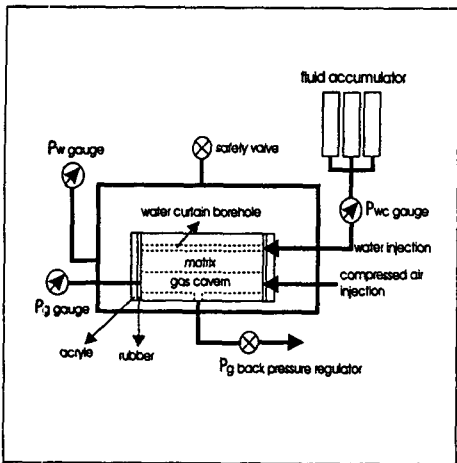 fluid accumulator
Pw gauge
safety valve
Pwc gauge
water curtain borehole
water injection
matrix
gas cavern
compressed air
injection
Pg gauge
acryle
rubber
Pg back pressure regulator